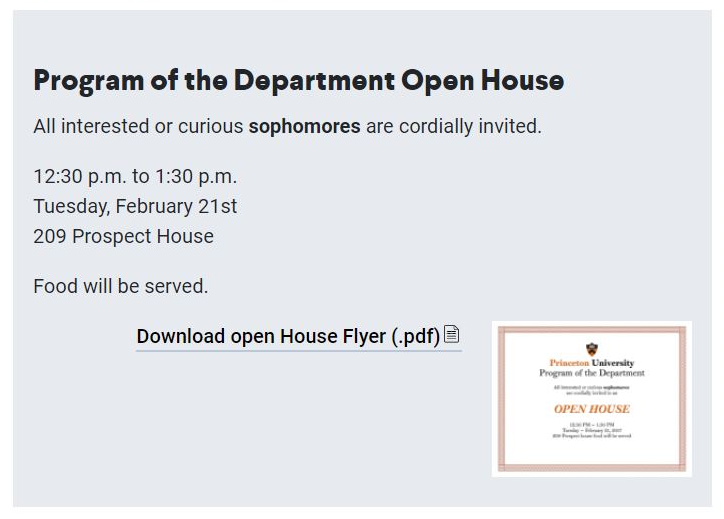 Program of the Department Open House
All interested or curious sophomores are cordially invited.
12:30 p.m. to 1:30 p.m.
Tuesday, February 21st
209 Prospect House
Food will be served.
Download open House Flyer (.pdf)
Princeton University
Program of the Department
All interested or curious sophomores
are cordially invited to an
OPEN HOUSE
12:30 PM – 1:30 PM
Tuesday – February 21,
209 Prospect house food will be served